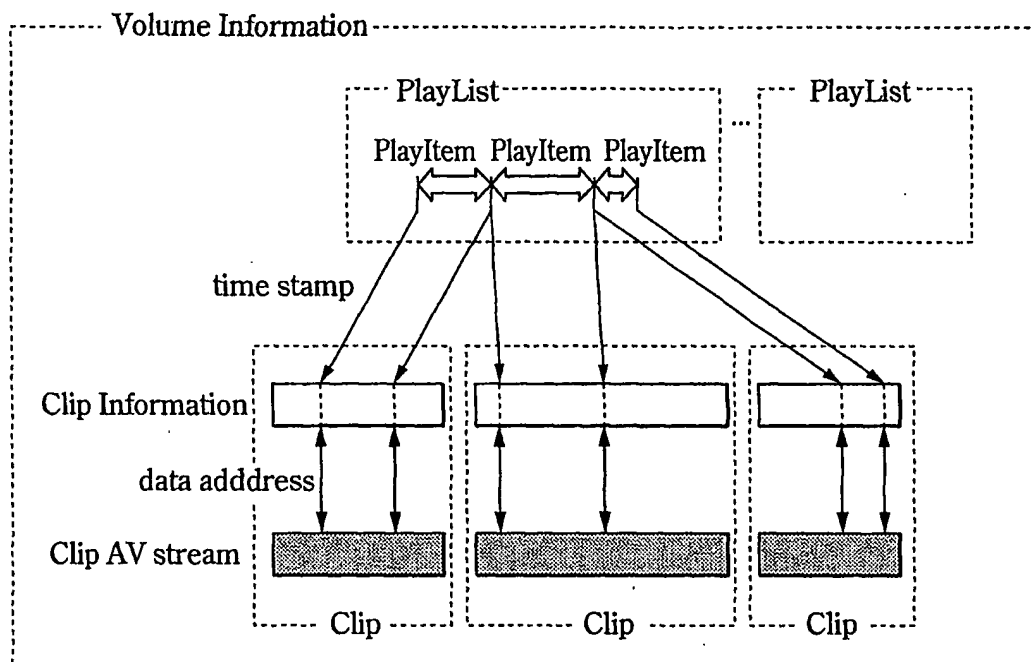 Volume Information
PlayList PlayList
...
PlayItem PlayItem PlayItem
time stamp
Clip Information
data adddress
Clip AV stream
Clip Clip Clip